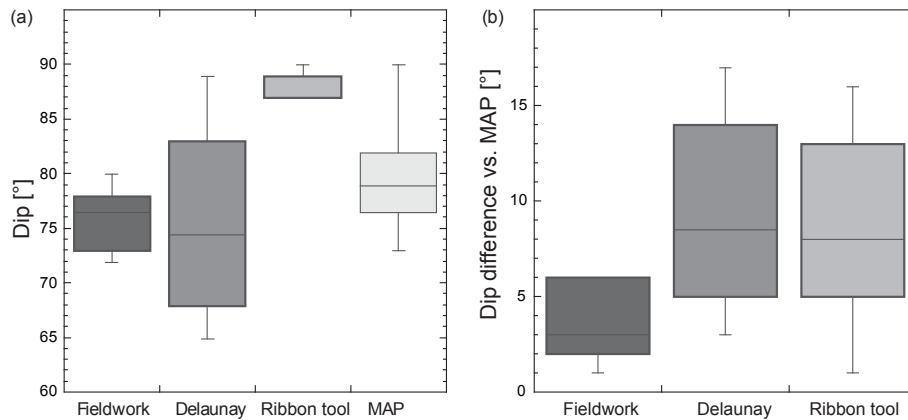 (a)
Dip [°]
90
85
80
75
70
65
60
Fieldwork Delaunay Ribbon tool MAP
(b)
Dip difference vs. MAP [°]
15
10
5
0
Fieldwork Delaunay Ribbon tool